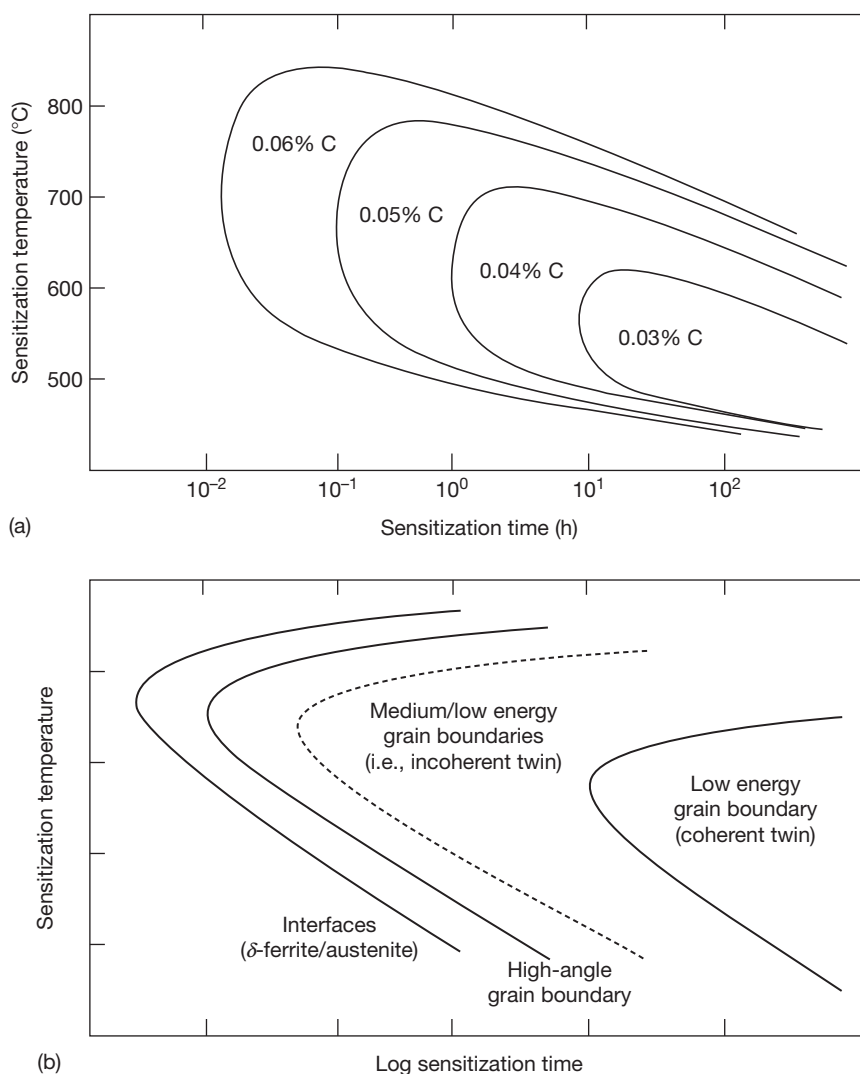 800
700
600
500
Sensitization temperature (°C)
0.06% C
0.05% C
0.04% C
0.03% C
10⁻² 10⁻¹ 10⁰ 10¹ 10²
(a)
Sensitization time (h)
Sensitization temperature
Medium/low energy
grain boundaries
(i.e., incoherent twin)
Low energy
grain boundary
(coherent twin)
Interfaces
(δ-ferrite/austenite)
High-angle
grain boundary
(b)
Log sensitization time